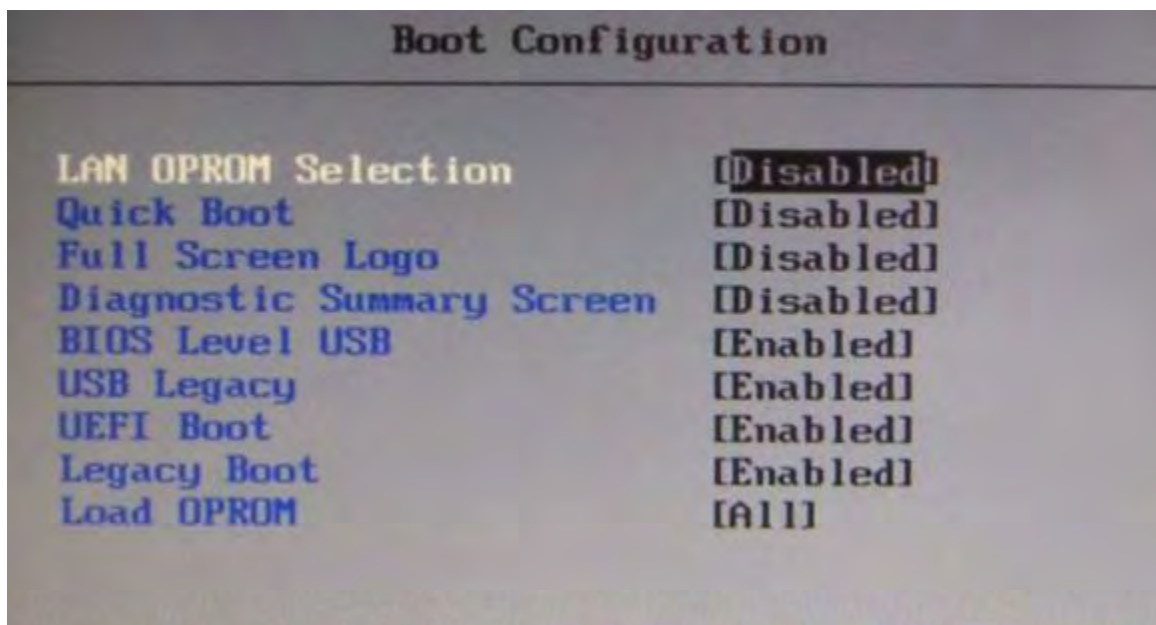 Boot Configuration
LAN OPROM Selection [Disabled]
Quick Boot [Disabled]
Full Screen Logo [Disabled]
Diagnostic Summary Screen [Disabled]
BIOS Level USB [Enabled]
USB Legacy [Enabled]
UEFI Boot [Enabled]
Legacy Boot [Enabled]
Load OPROM [All]